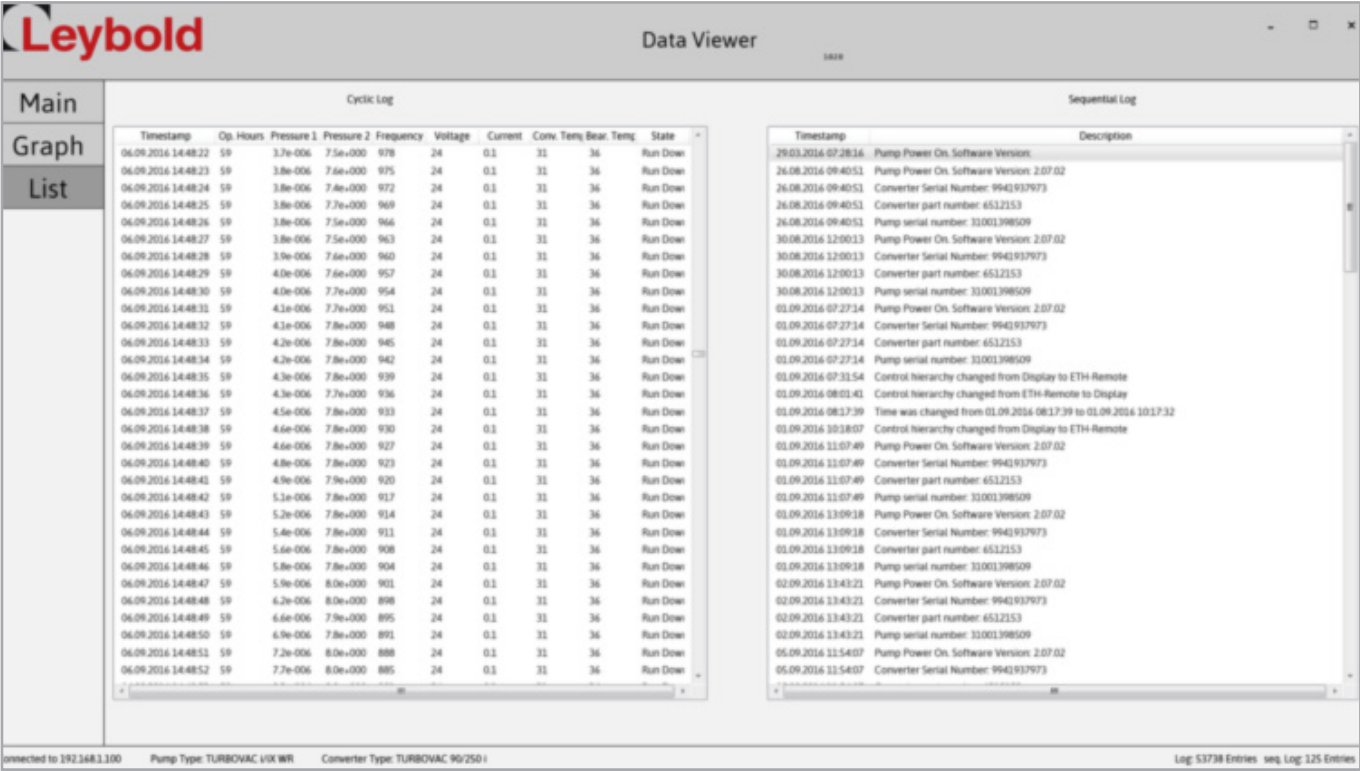 Leybold
Data Viewer
Main
Graph
List
Cyclic Log
Timestamp Op. Hours Pressure 1 Pressure 2 Frequency Voltage Current Conv. Temp Bear. Temp State
06.09.2016 14:48:22 59 3.7e-006 7.5e+000 978 24 0.1 31 36 Run Down
06.09.2016 14:48:23 59 3.8e-006 7.6e+000 975 24 0.1 31 36 Run Down
06.09.2016 14:48:24 59 3.8e-006 7.4e+000 972 24 0.1 31 36 Run Down
06.09.2016 14:48:25 59 3.8e-006 7.7e+000 969 24 0.1 31 36 Run Down
06.09.2016 14:48:26 59 3.8e-006 7.5e+000 966 24 0.1 31 36 Run Down
06.09.2016 14:48:27 59 3.8e-006 7.5e+000 963 24 0.1 31 36 Run Down
06.09.2016 14:48:28 59 3.9e-006 7.6e+000 960 24 0.1 31 36 Run Down
06.09.2016 14:48:29 59 4.0e-006 7.6e+000 957 24 0.1 31 36 Run Down
06.09.2016 14:48:30 59 4.0e-006 7.7e+000 954 24 0.1 31 36 Run Down
06.09.2016 14:48:31 59 4.1e-006 7.7e+000 951 24 0.1 31 36 Run Down
06.09.2016 14:48:32 59 4.1e-006 7.8e+000 948 24 0.1 31 36 Run Down
06.09.2016 14:48:33 59 4.2e-006 7.8e+000 945 24 0.1 31 36 Run Down
06.09.2016 14:48:34 59 4.2e-006 7.8e+000 942 24 0.1 31 36 Run Down
06.09.2016 14:48:35 59 4.3e-006 7.8e+000 939 24 0.1 31 36 Run Down
06.09.2016 14:48:36 59 4.3e-006 7.7e+000 936 24 0.1 31 36 Run Down
06.09.2016 14:48:37 59 4.5e-006 7.8e+000 933 24 0.1 31 36 Run Down
06.09.2016 14:48:38 59 4.6e-006 7.8e+000 930 24 0.1 31 36 Run Down
06.09.2016 14:48:39 59 4.6e-006 7.8e+000 927 24 0.1 31 36 Run Down
06.09.2016 14:48:40 59 4.8e-006 7.8e+000 923 24 0.1 31 36 Run Down
06.09.2016 14:48:41 59 4.9e-006 7.9e+000 920 24 0.1 31 36 Run Down
06.09.2016 14:48:42 59 5.1e-006 7.8e+000 917 24 0.1 31 36 Run Down
06.09.2016 14:48:43 59 5.2e-006 7.8e+000 914 24 0.1 31 36 Run Down
06.09.2016 14:48:44 59 5.4e-006 7.8e+000 911 24 0.1 31 36 Run Down
06.09.2016 14:48:45 59 5.6e-006 7.8e+000 908 24 0.1 31 36 Run Down
06.09.2016 14:48:46 59 5.8e-006 7.8e+000 904 24 0.1 31 36 Run Down
06.09.2016 14:48:47 59 5.9e-006 8.0e+000 901 24 0.1 31 36 Run Down
06.09.2016 14:48:48 59 6.2e-006 8.0e+000 898 24 0.1 31 36 Run Down
06.09.2016 14:48:49 59 6.6e-006 7.9e+000 895 24 0.1 31 36 Run Down
06.09.2016 14:48:50 59 6.9e-006 7.8e+000 891 24 0.1 31 36 Run Down
06.09.2016 14:48:51 59 7.2e-006 8.0e+000 888 24 0.1 31 36 Run Down
06.09.2016 14:48:52 59 7.7e-006 8.0e+000 885 24 0.1 31 36 Run Down
Sequential Log
Timestamp Description
29.03.2016 07:28:16 Pump Power On. Software Version:
26.08.2016 09:40:51 Pump Power On. Software Version: 2.07.02
26.08.2016 09:40:51 Converter Serial Number: 9941937973
26.08.2016 09:40:51 Converter part number: 6512153
26.08.2016 09:40:51 Pump serial number: 31001398509
30.08.2016 12:00:13 Pump Power On. Software Version: 2.07.02
30.08.2016 12:00:13 Converter Serial Number: 9941937973
30.08.2016 12:00:13 Converter part number: 6512153
30.08.2016 12:00:13 Pump serial number: 31001398509
01.09.2016 07:27:14 Pump Power On. Software Version: 2.07.02
01.09.2016 07:27:14 Converter Serial Number: 9941937973
01.09.2016 07:27:14 Converter part number: 6512153
01.09.2016 07:27:14 Pump serial number: 31001398509
01.09.2016 07:31:54 Control hierarchy changed from Display to ETH-Remote
01.09.2016 08:01:41 Control hierarchy changed from ETH-Remote to Display
01.09.2016 08:17:39 Time was changed from 01.09.2016 08:17:39 to 01.09.2016 10:17:32
01.09.2016 10:18:07 Control hierarchy changed from Display to ETH-Remote
01.09.2016 11:07:49 Pump Power On. Software Version: 2.07.02
01.09.2016 11:07:49 Converter Serial Number: 9941937973
01.09.2016 11:07:49 Converter part number: 6512153
01.09.2016 11:07:49 Pump serial number: 31001398509
01.09.2016 13:09:18 Pump Power On. Software Version: 2.07.02
01.09.2016 13:09:18 Converter Serial Number: 9941937973
01.09.2016 13:09:18 Converter part number: 6512153
01.09.2016 13:09:18 Pump serial number: 31001398509
02.09.2016 13:43:21 Pump Power On. Software Version: 2.07.02
02.09.2016 13:43:21 Converter Serial Number: 9941937973
02.09.2016 13:43:21 Converter part number: 6512153
02.09.2016 13:43:21 Pump serial number: 31001398509
05.09.2016 11:54:07 Pump Power On. Software Version: 2.07.02
05.09.2016 11:54:07 Converter Serial Number: 9941937973
onnected to 192.168.1.100 Pump Type: TURBOVAC i/iX WR Converter Type: TURBOVAC 90/250 i
Log: 53738 Entries seq. Log: 125 Entries